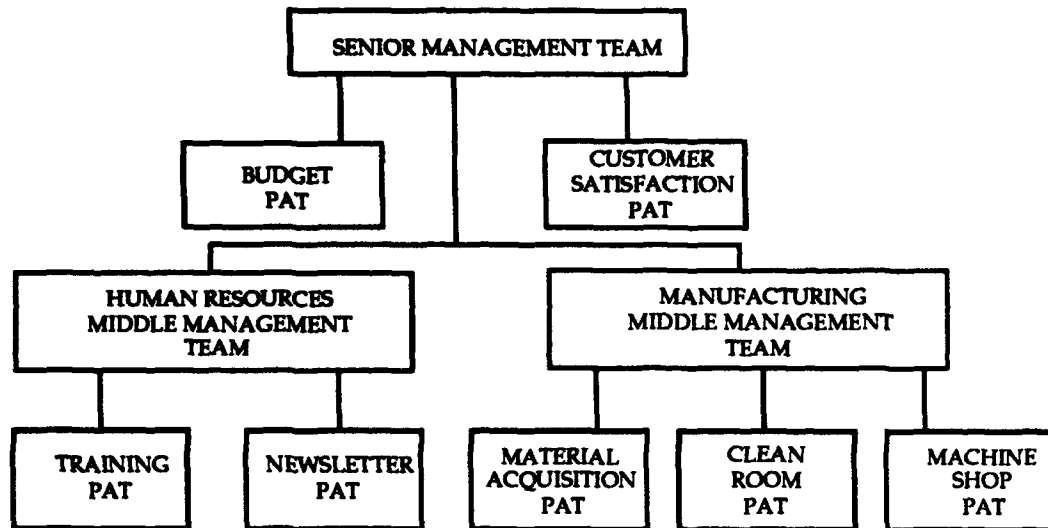 SENIOR MANAGEMENT TEAM
BUDGET
PAT
CUSTOMER
SATISFACTION
PAT
HUMAN RESOURCES
MIDDLE MANAGEMENT
TEAM
MANUFACTURING
MIDDLE MANAGEMENT
TEAM
TRAINING
PAT
NEWSLETTER
PAT
MATERIAL
ACQUISITION
PAT
CLEAN
ROOM
PAT
MACHINE
SHOP
PAT